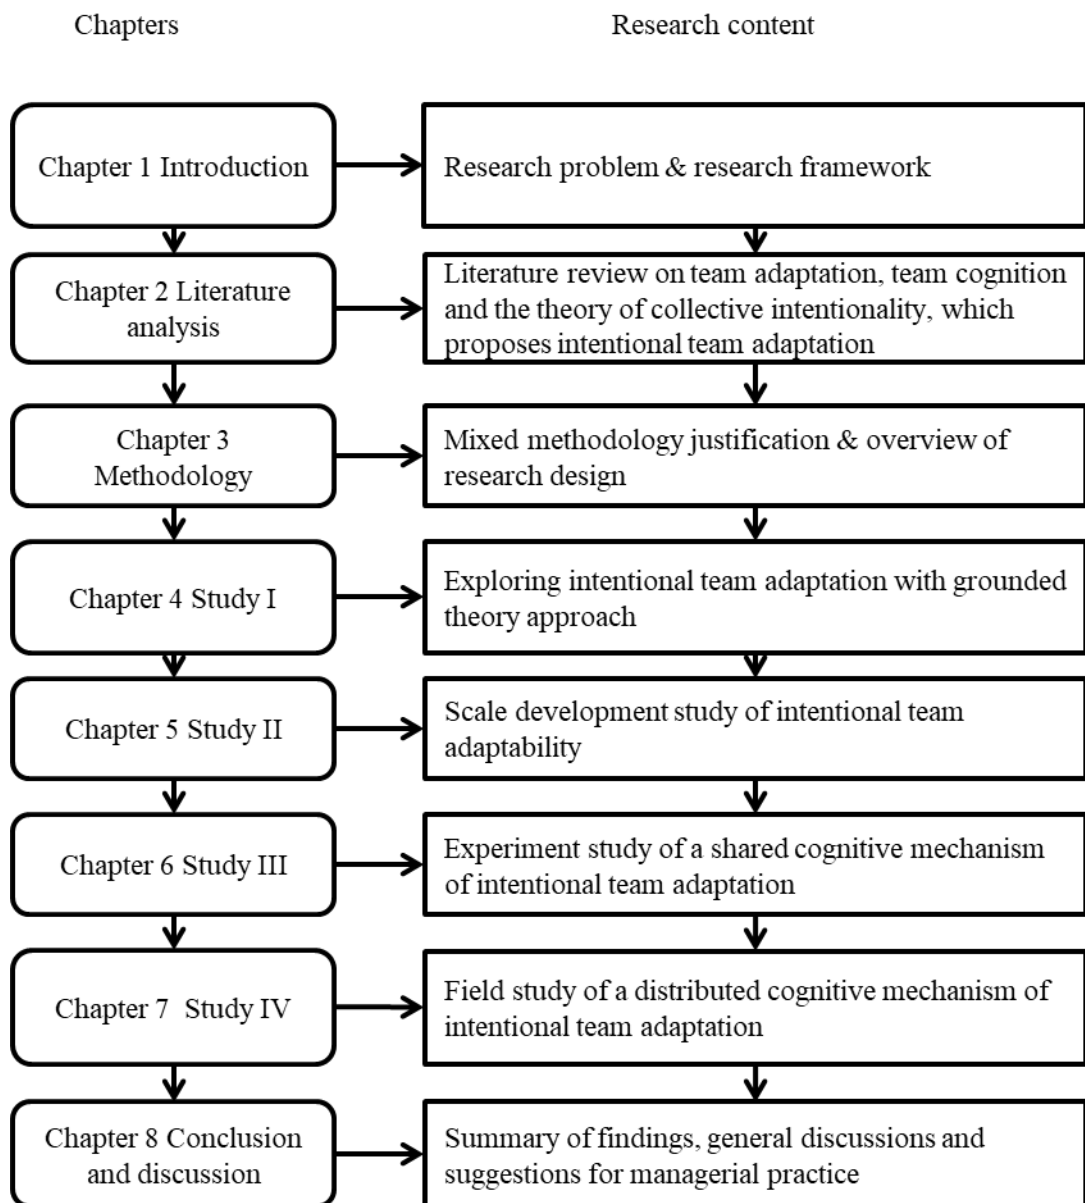 Chapters
Research content
Chapter 1 Introduction
Research problem & research framework
Chapter 2 Literature
analysis
Literature review on team adaptation, team cognition
and the theory of collective intentionality, which
proposes intentional team adaptation
Chapter 3
Methodology
Mixed methodology justification & overview of
research design
Chapter 4 Study I
Exploring intentional team adaptation with grounded
theory approach
Chapter 5 Study II
Scale development study of intentional team
adaptability
Chapter 6 Study III
Experiment study of a shared cognitive mechanism
of intentional team adaptation
Chapter 7  Study IV
Field study of a distributed cognitive mechanism of
intentional team adaptation
Chapter 8 Conclusion
and discussion
Summary of findings, general discussions and
suggestions for managerial practice